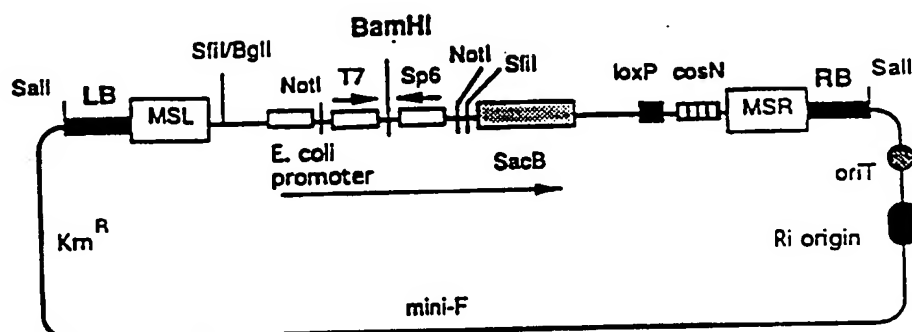 BamHI
SfiI/BglI
NotI
SalI
LB
MSL
NotI
T7
Sp6
SfiI
loxP
cosN
MSR
RB
SalI
E. coli
promoter
SacB
oriT
Km^R
Ri origin
mini-F